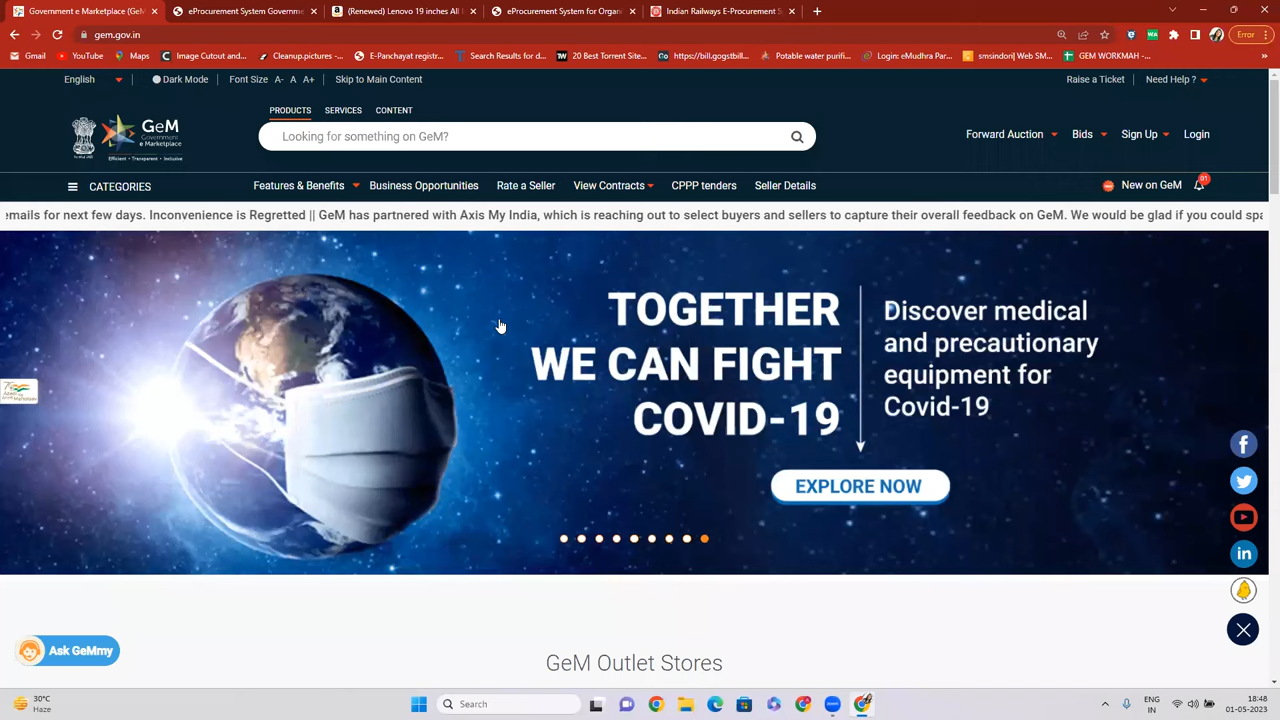 Government e Marketplace (GeM
eProcurement System Governme
(Renewed) Lenovo 19 inches All
eProcurement System for Organ
Indian Railways E-Procurement S
gem.gov.in
Error
Gmail
YouTube
Maps
Image Cutout and...
Cleanup.pictures -...
E-Panchayat registr...
Search Results for d...
20 Best Torrent Site...
https://bill.gogstbill...
Potable water purifi...
Login: eMudhra Par...
smsindori| Web SM...
GEM WORKMAH -...
English
Dark Mode
Font Size A- A A+
Skip to Main Content
Raise a Ticket
Need Help ?
PRODUCTS SERVICES CONTENT
GeM
Government
e Marketplace
Efficient • Transparent • Inclusive
Looking for something on GeM?
Forward Auction
Bids
Sign Up
Login
CATEGORIES
Features & Benefits
Business Opportunities
Rate a Seller
View Contracts
CPPP tenders
Seller Details
New on GeM
01
emails for next few days. Inconvenience is Regretted || GeM has partnered with Axis My India, which is reaching out to select buyers and sellers to capture their overall feedback on GeM. We would be glad if you could spa
TOGETHER
WE CAN FIGHT
COVID-19
Discover medical
and precautionary
equipment for
Covid-19
EXPLORE NOW
Ask GeMmy
GeM Outlet Stores
30°C
Haze
Search
zoom
ENG
IN
18:48
01-05-2023